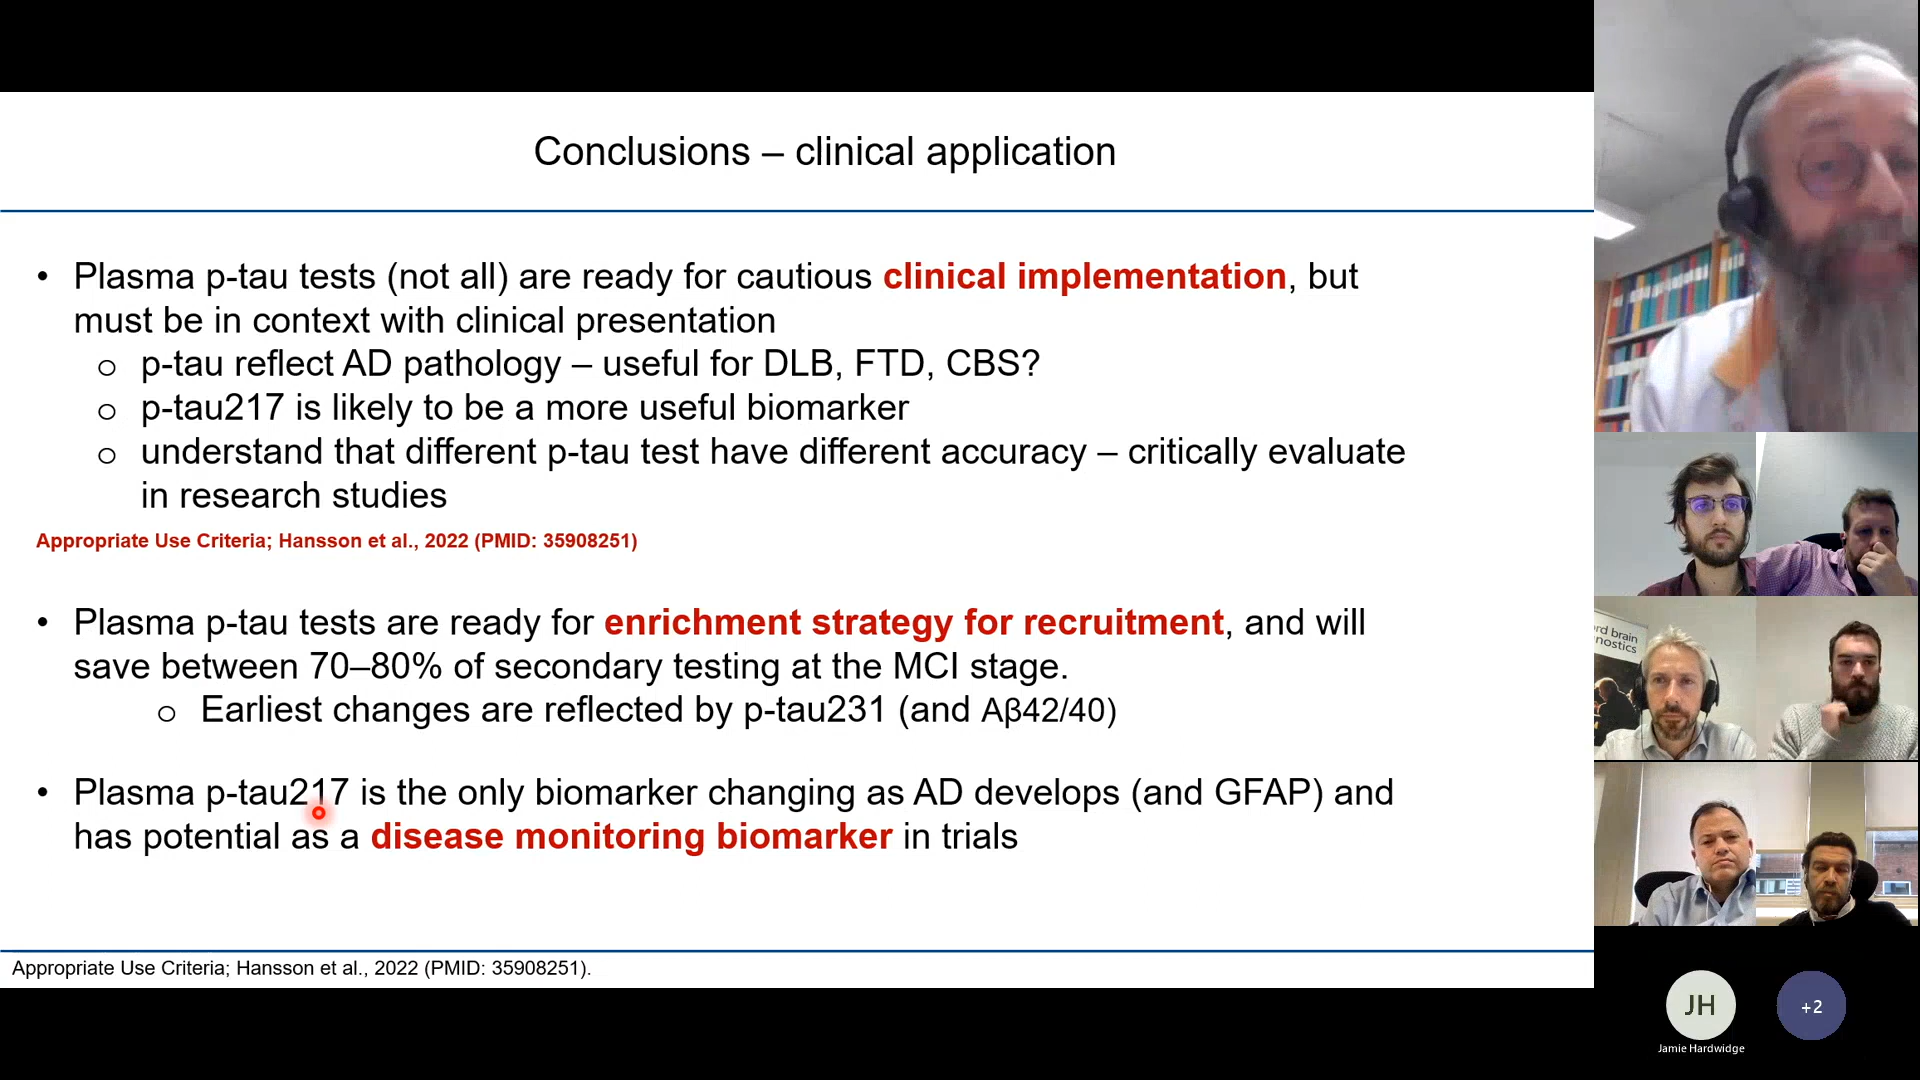 Conclusions – clinical application
• Plasma p-tau tests (not all) are ready for cautious clinical implementation, but
must be in context with clinical presentation
o p-tau reflect AD pathology – useful for DLB, FTD, CBS?
o p-tau217 is likely to be a more useful biomarker
o understand that different p-tau test have different accuracy – critically evaluate
in research studies
Appropriate Use Criteria; Hansson et al., 2022 (PMID: 35908251)
• Plasma p-tau tests are ready for enrichment strategy for recruitment, and will
save between 70–80% of secondary testing at the MCI stage.
o Earliest changes are reflected by p-tau231 (and Aβ42/40)
• Plasma p-tau217 is the only biomarker changing as AD develops (and GFAP) and
has potential as a disease monitoring biomarker in trials
Appropriate Use Criteria; Hansson et al., 2022 (PMID: 35908251).
rd brain
nostics
JH
+2
Jamie Hardwidge